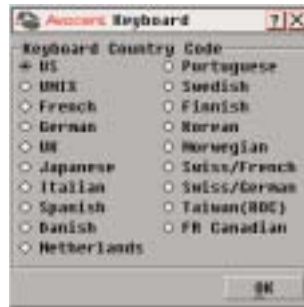 Avocent Keyboard ? X
Keyboard Country Code
US
UNIX
French
German
UK
Japanese
Italian
Spanish
Danish
Netherlands
Portuguese
Swedish
Finnish
Korean
Norwegian
Swiss/French
Swiss/German
Taiwan(ROC)
FR Canadian
OK